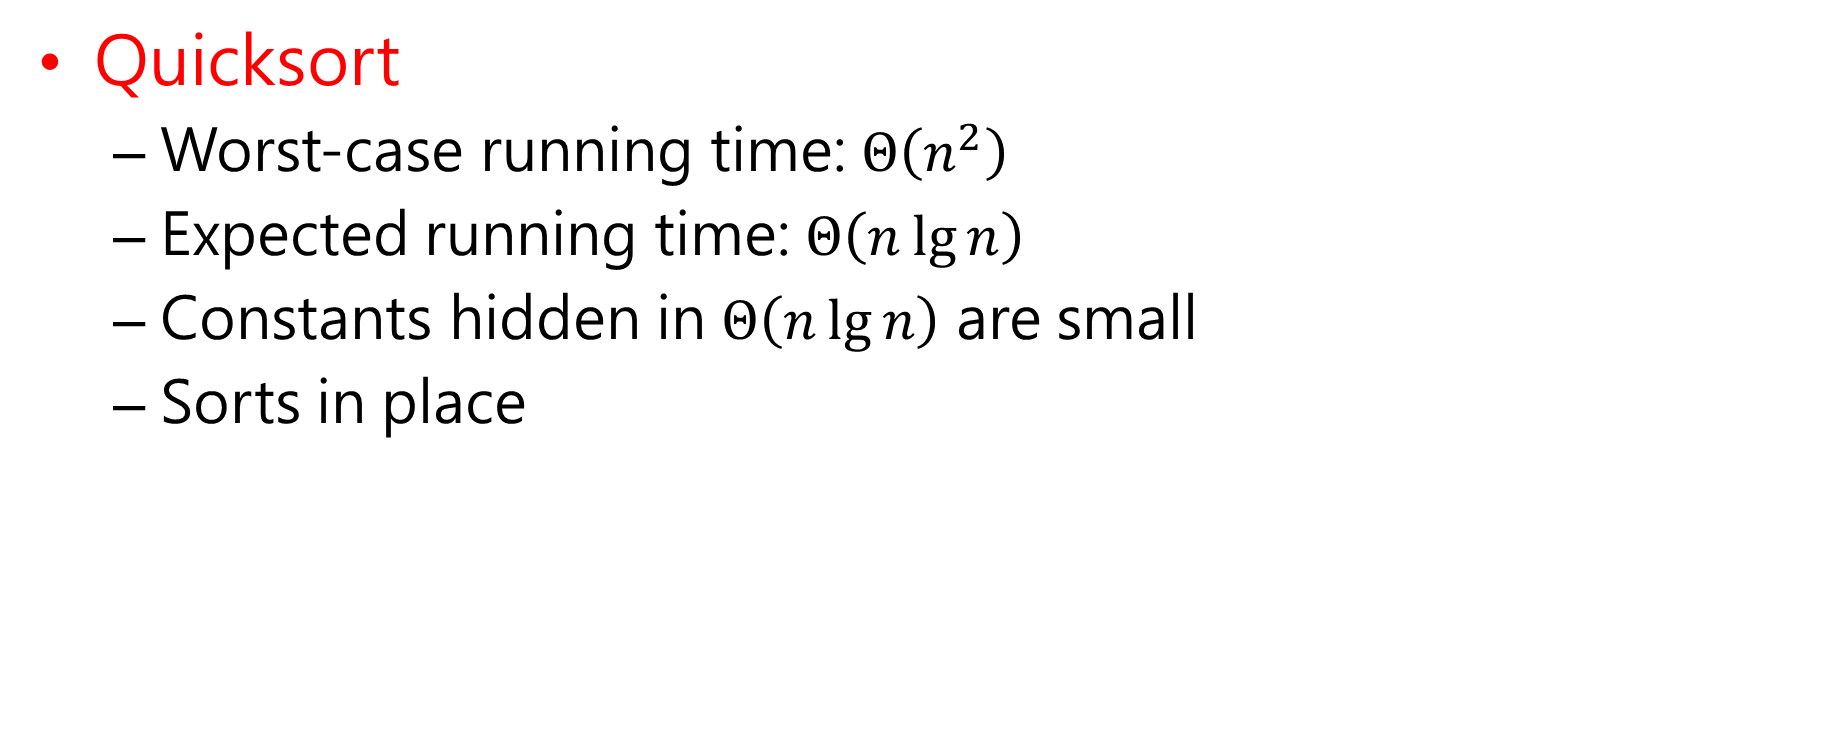 • Quicksort
– Worst-case running time: Θ(n²)
– Expected running time: Θ(n lg n)
– Constants hidden in Θ(n lg n) are small
– Sorts in place